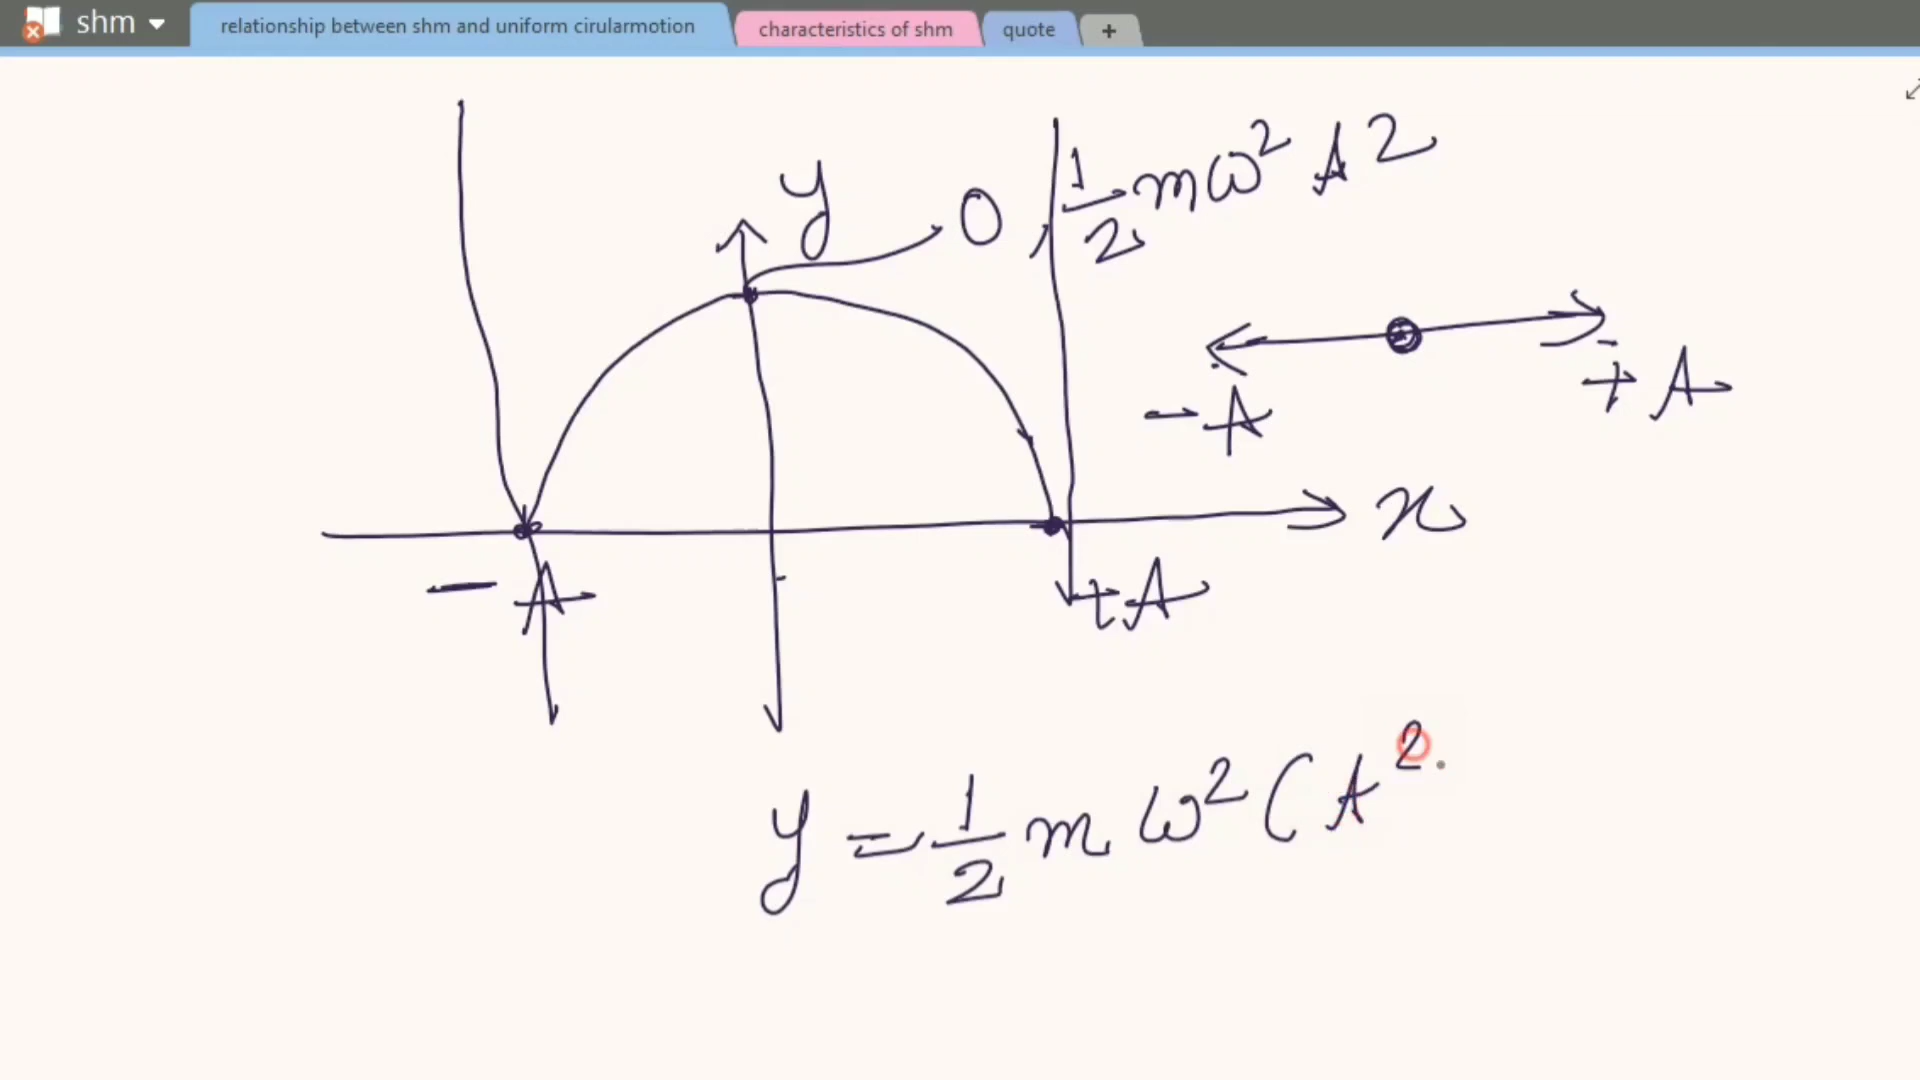 shm
relationship between shm and uniform cirularmotion
characteristics of shm
quote
+
y
0, 1/2 mω² A2
-A
+A
x
-A
+A
y = 1/2 m ω² (A²